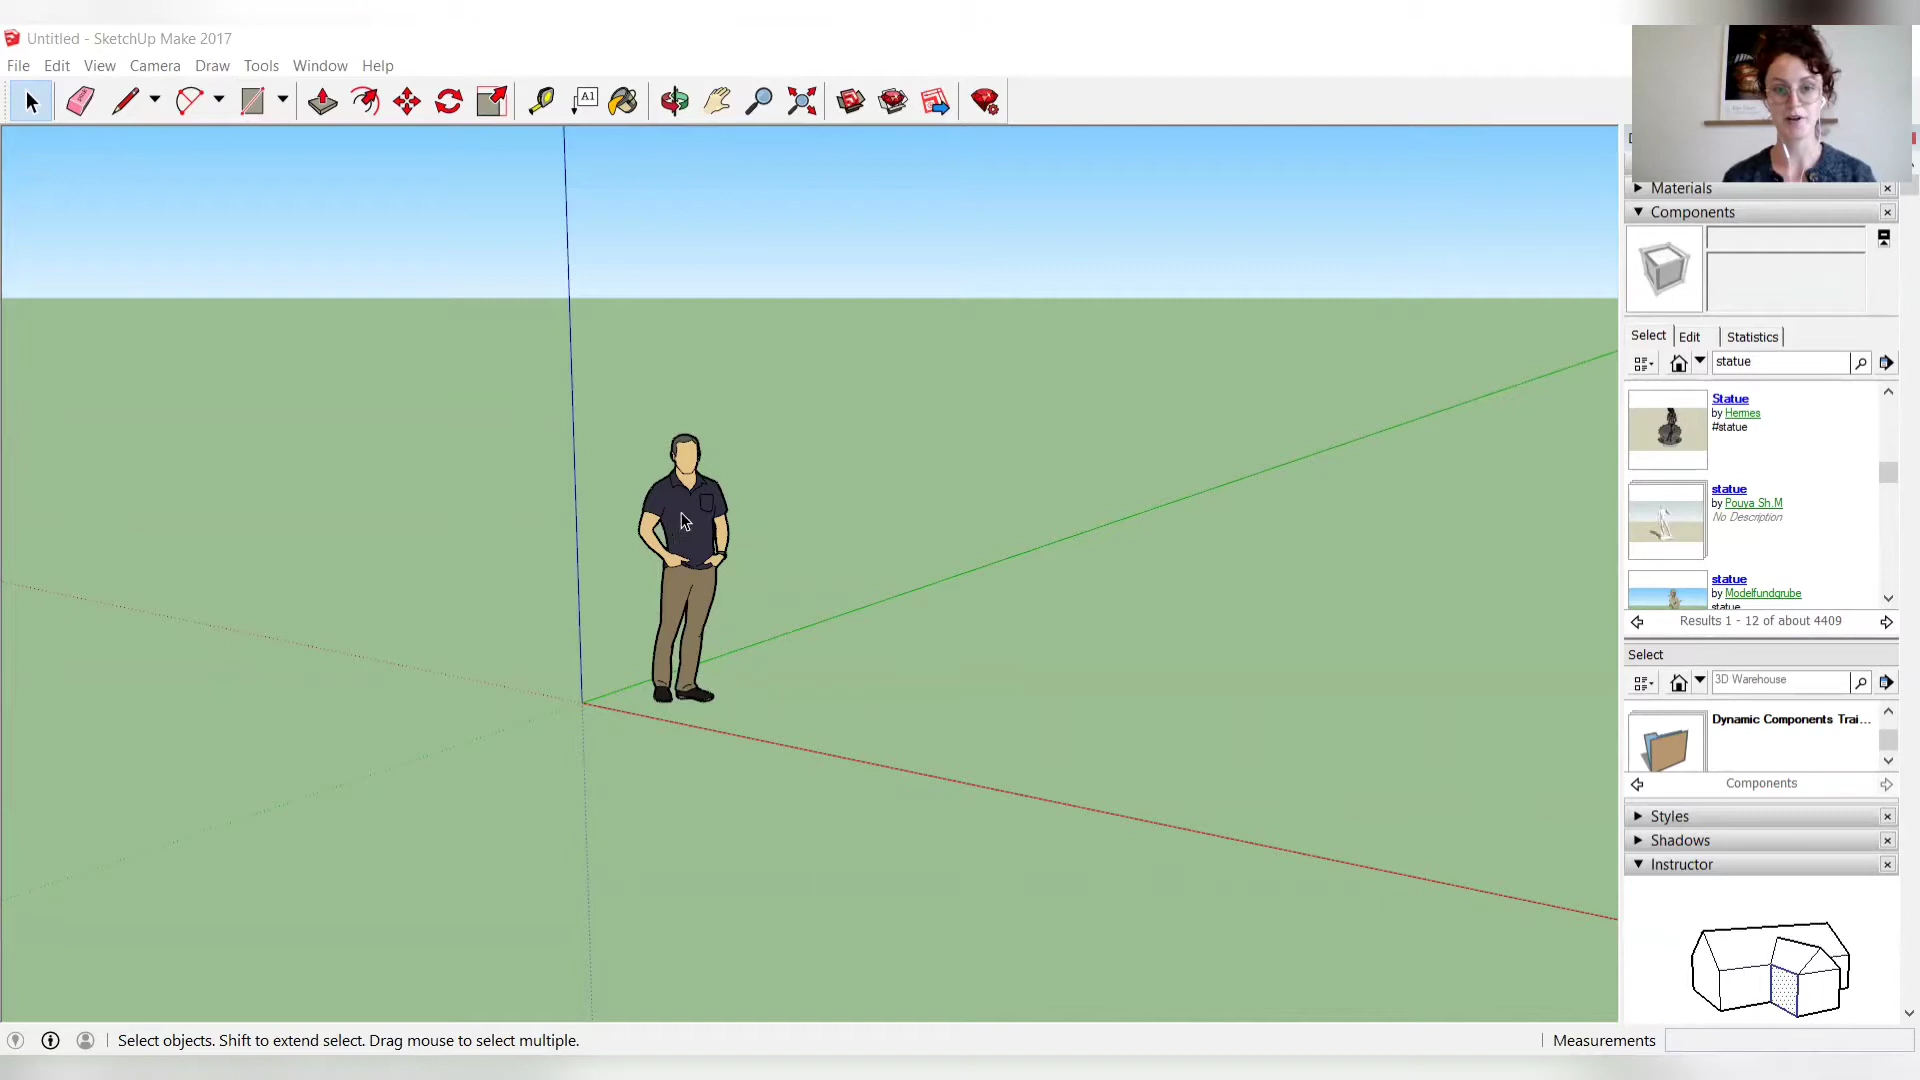 Untitled - SketchUp Make 2017
File Edit View Camera Draw Tools Window Help
A1
Materials
Components
Select Edit Statistics
statue
Statue
by Hermes
#statue
statue
by Pouya Sh.M
No Description
statue
by Modelfundgrube
statue
Results 1 - 12 of about 4409
Select
3D Warehouse
Dynamic Components Trai...
Components
Styles
Shadows
Instructor
Select objects. Shift to extend select. Drag mouse to select multiple.
Measurements